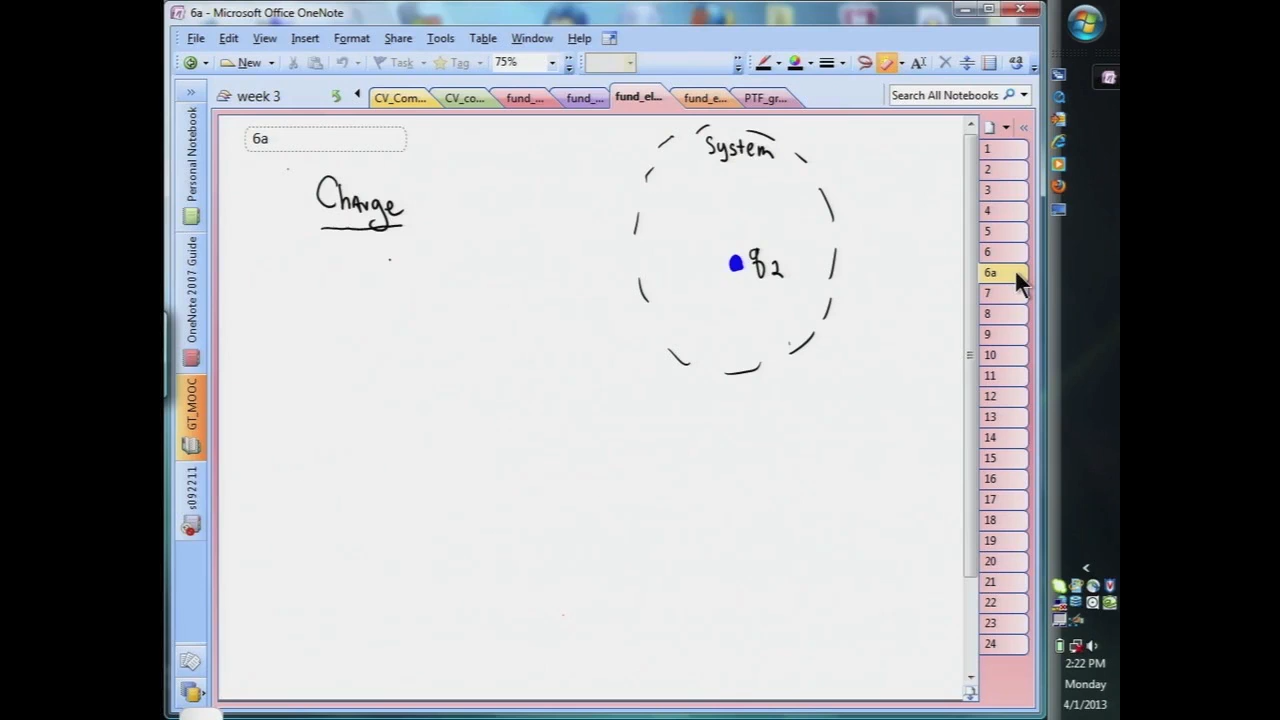 6a - Microsoft Office OneNote
File Edit View Insert Format Share Tools Table Window Help
New Task Tag 75%
week 3 CV_Com... CV_co... fund_... fund_... fund_el... fund_e... PTF_gr... Search All Notebooks
Personal Notebook
OneNote 2007 Guide
GT_MOOC
s092211
6a
Charge
System
q2
1
2
3
4
5
6
6a
7
8
9
10
11
12
13
14
15
16
17
18
19
20
21
22
23
24
2:22 PM
Monday
4/1/2013